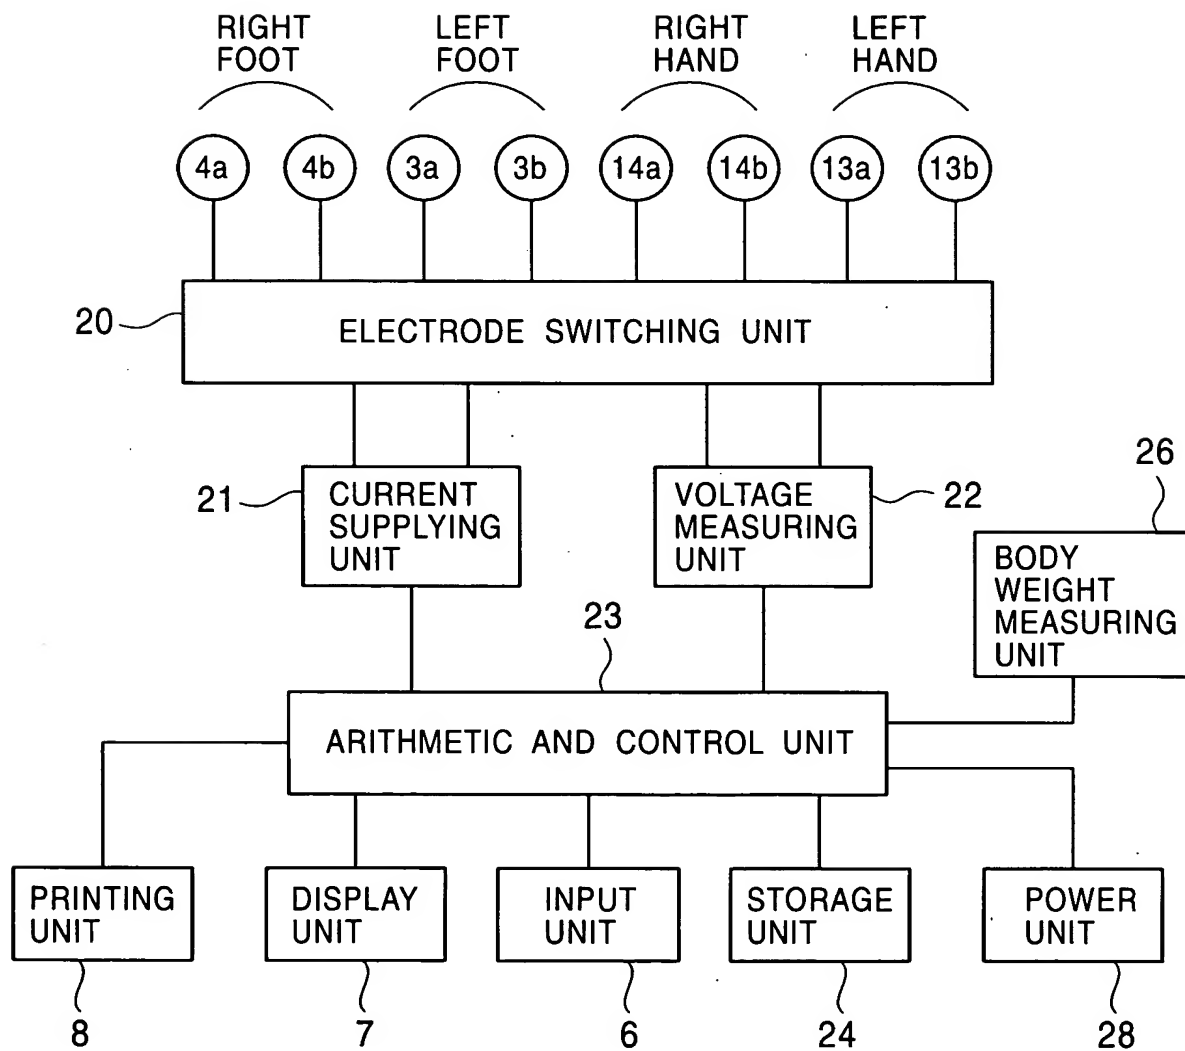 RIGHT
FOOT
LEFT
FOOT
RIGHT
HAND
LEFT
HAND
4a
4b
3a
3b
14a
14b
13a
13b
20
ELECTRODE SWITCHING UNIT
21
CURRENT
SUPPLYING
UNIT
VOLTAGE
MEASURING
UNIT
22
26
BODY
WEIGHT
MEASURING
UNIT
23
ARITHMETIC AND CONTROL UNIT
PRINTING
UNIT
DISPLAY
UNIT
INPUT
UNIT
STORAGE
UNIT
POWER
UNIT
8
7
6
24
28